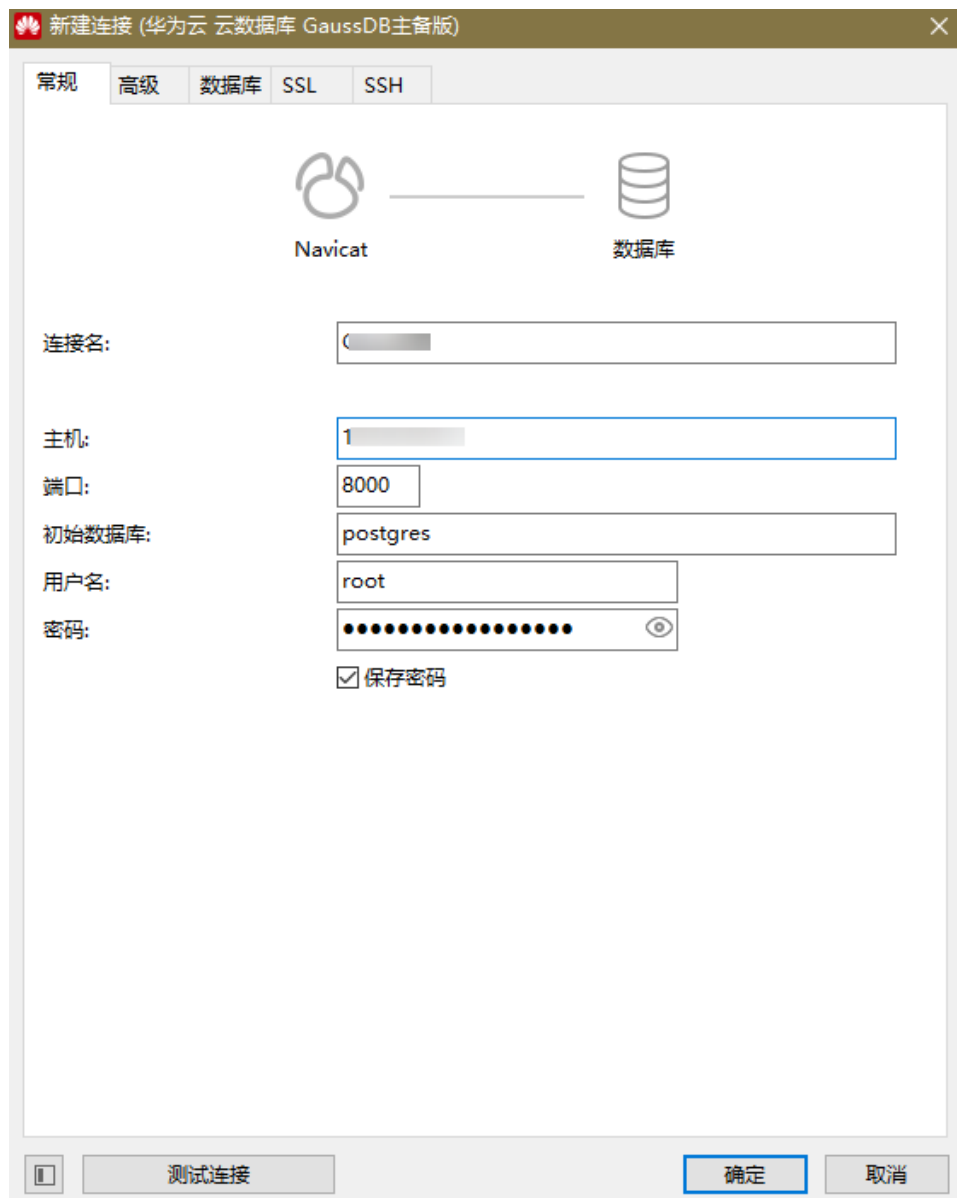 新建连接 (华为云 云数据库 GaussDB主备版)
常规 高级 数据库 SSL SSH
Navicat 数据库
连接名:
主机: 1
端口: 8000
初始数据库: postgres
用户名: root
密码: ●●●●●●●●●●●●●●●●●
保存密码
测试连接 确定 取消